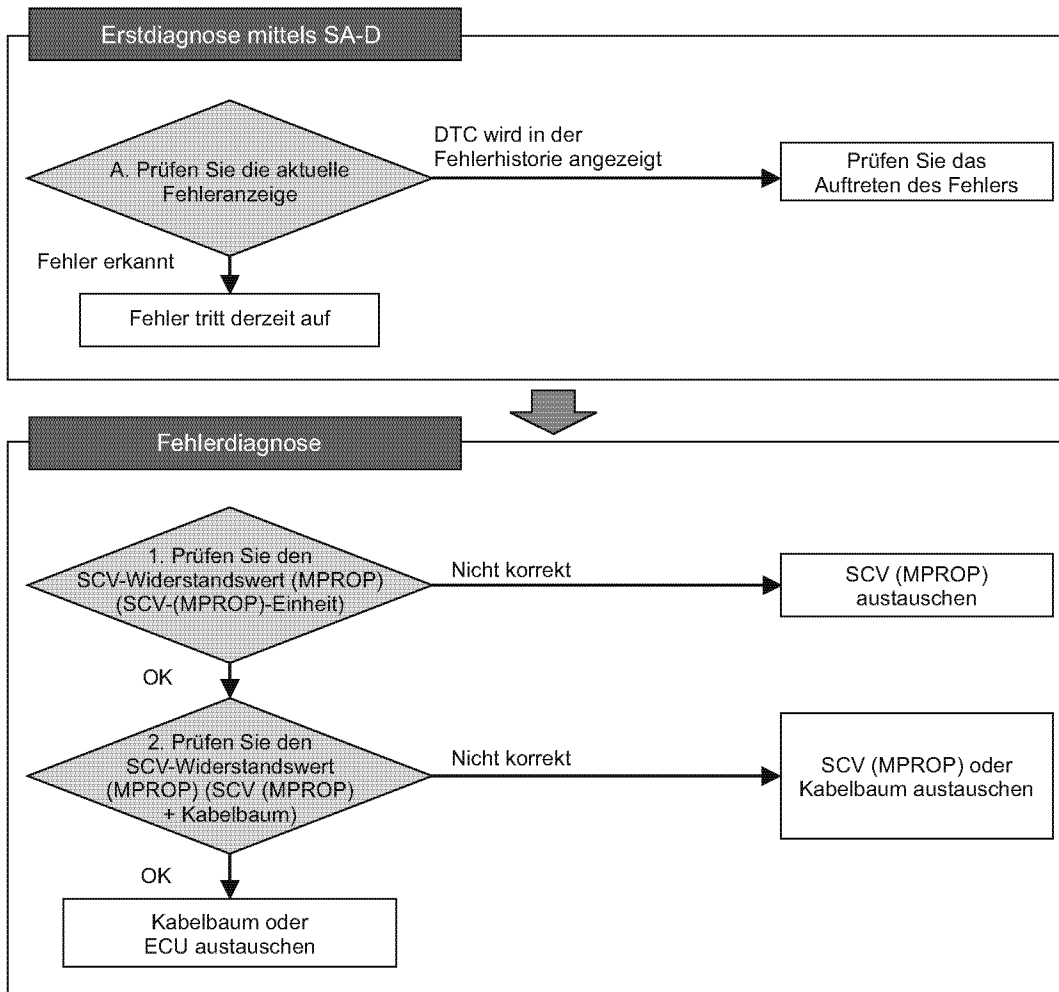 Erstdiagnose mittels SA-D
A. Prüfen Sie die aktuelle
Fehleranzeige
DTC wird in der
Fehlerhistorie angezeigt
Prüfen Sie das
Auftreten des Fehlers
Fehler erkannt
Fehler tritt derzeit auf
Fehlerdiagnose
1. Prüfen Sie den
SCV-Widerstandswert (MPROP)
(SCV-(MPROP)-Einheit)
Nicht korrekt
SCV (MPROP)
austauschen
OK
2. Prüfen Sie den
SCV-Widerstandswert
(MPROP) (SCV (MPROP)
+ Kabelbaum)
Nicht korrekt
SCV (MPROP) oder
Kabelbaum austauschen
OK
Kabelbaum oder
ECU austauschen